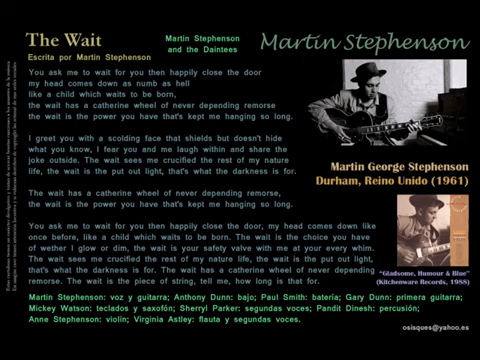 The Wait
Martin Stephenson
and the Daintees
Martin Stephenson
Escrita por Martin Stephenson
You ask me to wait for you then happily close the door
my head comes down as numb as hell
like a child which waits to be born,
the wait has a catherine wheel of never depending remorse
the wait is the power you have that's kept me hanging so long.
I greet you with a scolding face that shields but doesn't hide
what you know, I fear you and me laugh within and share the
joke outside. The wait sees me crucified the rest of my nature
life, the wait is the put out light, that's what the darkness is for.
The wait has a catherine wheel of never depending remorse,
the wait is the power you have that's kept me hanging so long.
You ask me to wait for you then happily close the door, my head comes down like
once before, like a child which waits to be born. The wait is the choice you have
of wether I glow or dim, the wait is your safety valve with me at your every whim.
The wait sees me crucified the rest of my nature life, the wait is the put out light,
that's what the darkness is for. The wait has a catherine wheel of never depending
remorse. The wait is the piece of string, tell me, how long is that for.
Martin George Stephenson
Durham, Reino Unido (1961)
"Gladsome, Humour & Blue"
(Kitchenware Records, 1988)
Martin Stephenson: voz y guitarra; Anthony Dunn: bajo; Paul Smith: batería; Gary Dunn: primera guitarra;
Mickey Watson: teclados y saxofón; Sherryl Parker: segundas voces; Pandit Dinesh: percusión;
Anne Stephenson: violín; Virginia Astley: flauta y segundas voces.
osisques@yahoo.es